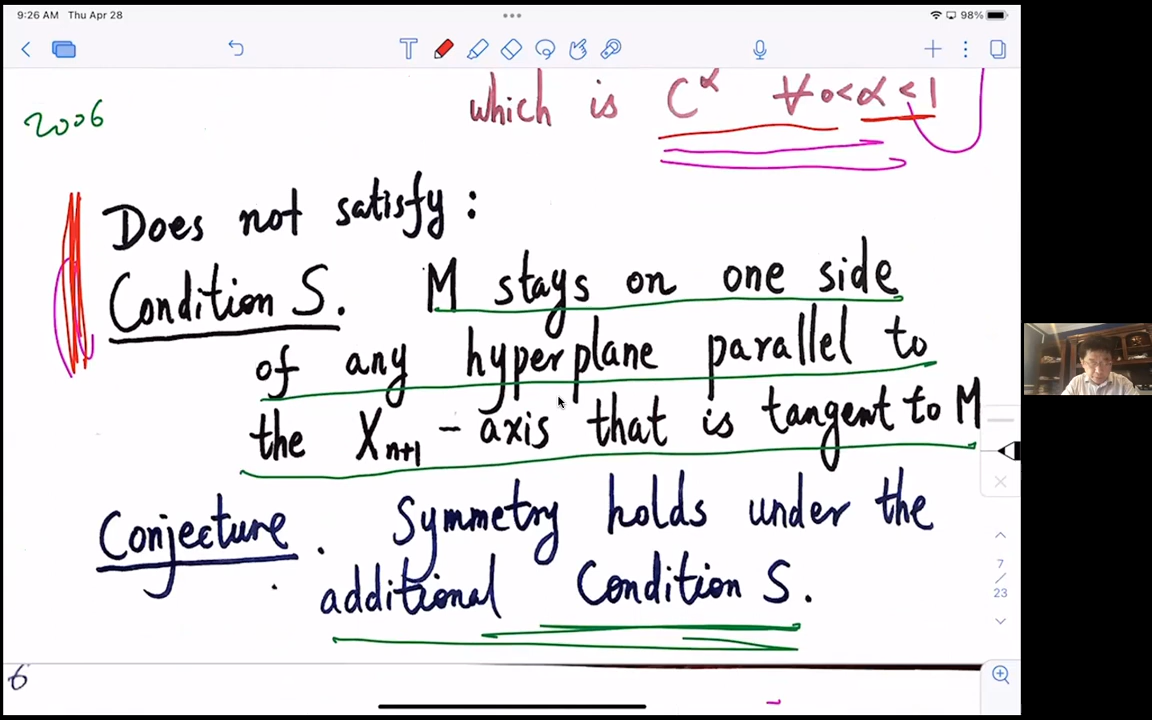 9:26 AM Thu Apr 28
98%
which is C^α ∀ 0<α<1
2006
Does not satisfy:
Condition S. M stays on one side
of any hyperplane parallel to
the X_{n+1}-axis that is tangent to M
Conjecture. Symmetry holds under the
additional Condition S.
7
/
23
6